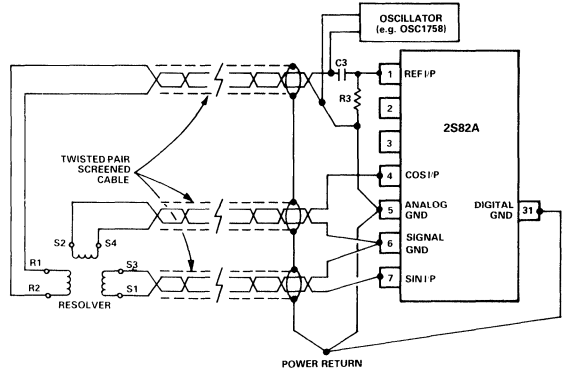 OSCILLATOR
(e.g. OSC1758)
C3
R3
1 REF I/P
2
3
2S82A
4 COS I/P
5 ANALOG
GND
DIGITAL
GND
31
6 SIGNAL
GND
7 SIN I/P
TWISTED PAIR
SCREENED
CABLE
S2
S4
R1
R2
S3
S1
RESOLVER
POWER RETURN